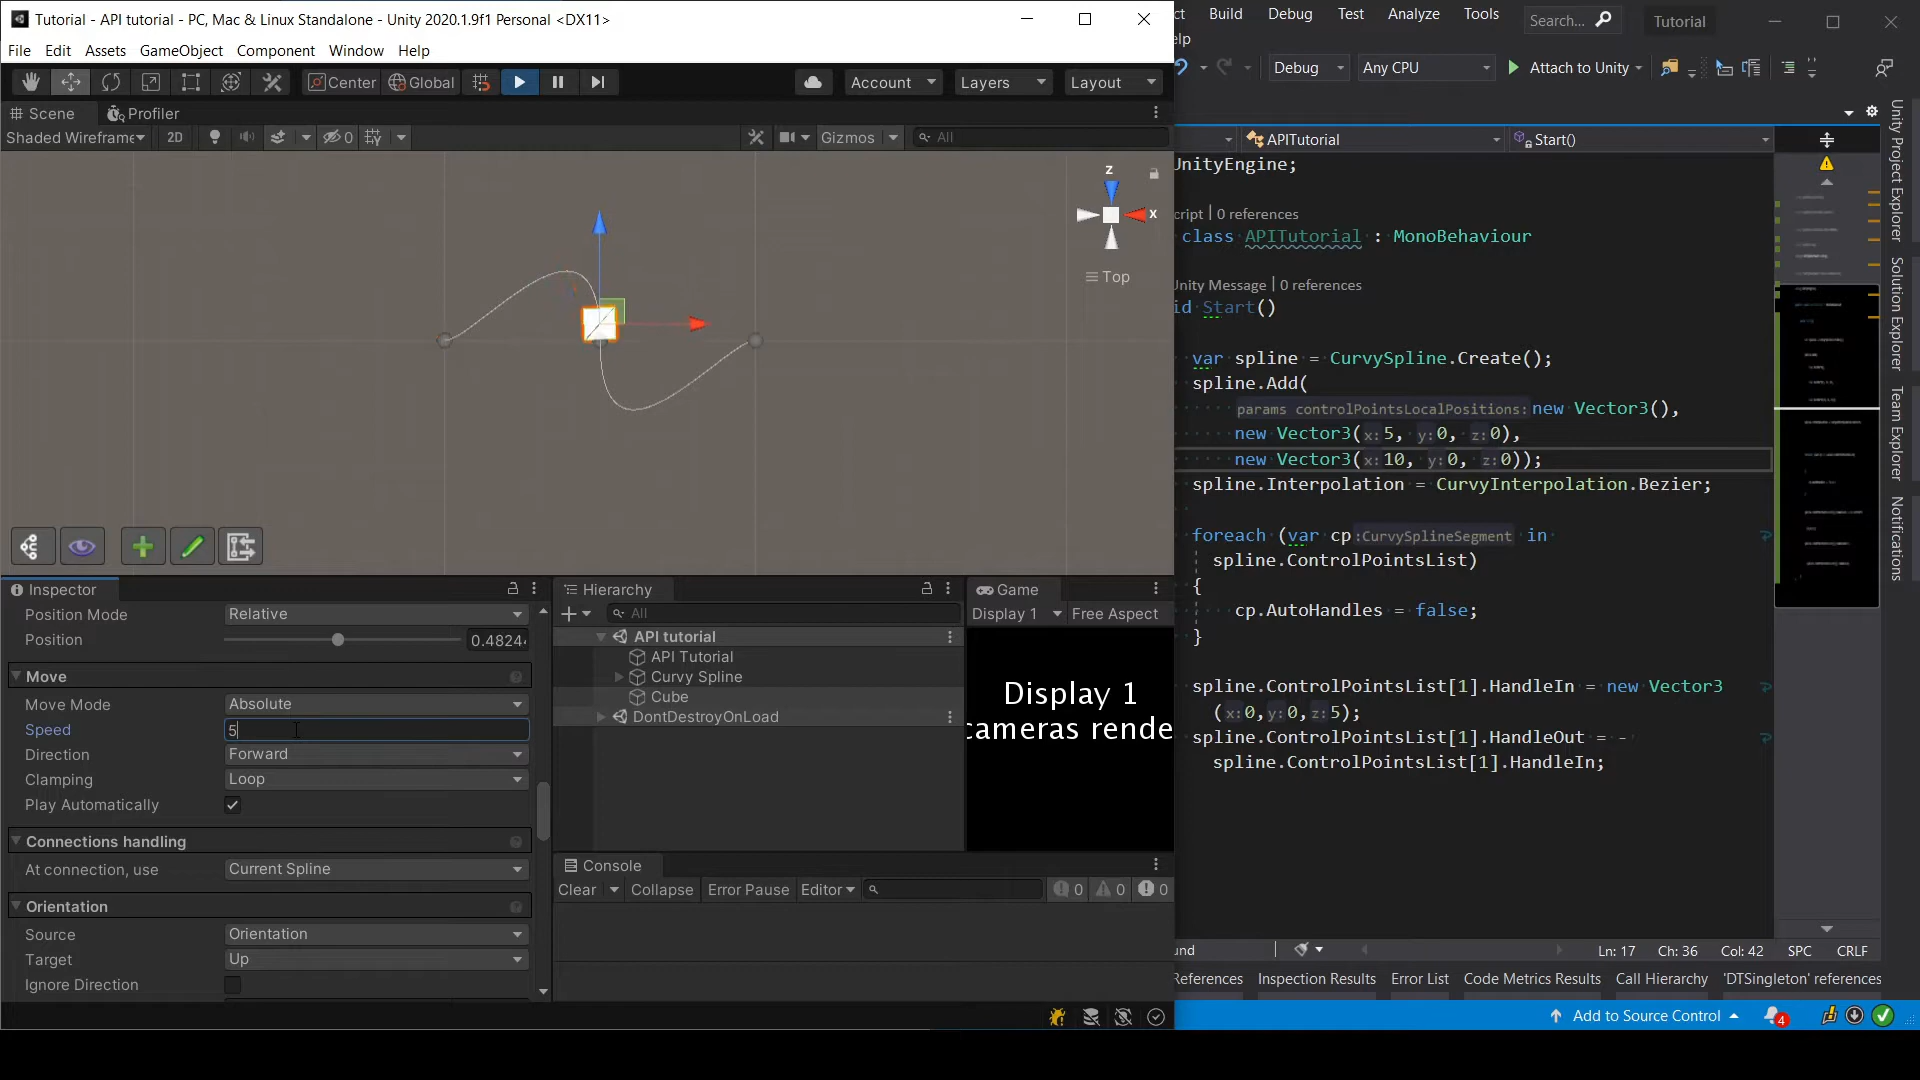 Tutorial - API tutorial - PC, Mac & Linux Standalone - Unity 2020.1.9f1 Personal <DX11>
File Edit Assets GameObject Component Window Help
Center Global Account Layers Layout
Scene Profiler
Shaded Wireframe 2D 0 Gizmos All
z
x
Top
Inspector
Position Mode Relative
Position 0.4824
Move
Move Mode Absolute
Speed 5
Direction Forward
Clamping Loop
Play Automatically
Connections handling
At connection, use Current Spline
Orientation
Source Orientation
Target Up
Ignore Direction
Hierarchy
All
API tutorial
API Tutorial
Curvy Spline
Cube
DontDestroyOnLoad
Game
Display 1 Free Aspect
Display 1
cameras rende
Console
Clear Collapse Error Pause Editor 0 0 0
ct Build Debug Test Analyze Tools Search... Tutorial
elp
Debug Any CPU Attach to Unity
APITutorial Start()
UnityEngine;
cript | 0 references
class APITutorial : MonoBehaviour
Unity Message | 0 references
id Start()
var spline = CurvySpline.Create();
spline.Add(
params controlPointsLocalPositions: new Vector3(),
new Vector3(x: 5, y: 0, z: 0),
new Vector3(x: 10, y: 0, z: 0));
spline.Interpolation = CurvyInterpolation.Bezier;
foreach (var cp :CurvySplineSegment in
spline.ControlPointsList)
{
cp.AutoHandles = false;
}
spline.ControlPointsList[1].HandleIn = new Vector3
(x:0,y:0,z:5);
spline.ControlPointsList[1].HandleOut = -
spline.ControlPointsList[1].HandleIn;
und Ln: 17 Ch: 36 Col: 42 SPC CRLF
References Inspection Results Error List Code Metrics Results Call Hierarchy 'DTSingleton' references
Add to Source Control 4
Unity Project Explorer
Solution Explorer
Team Explorer
Notifications